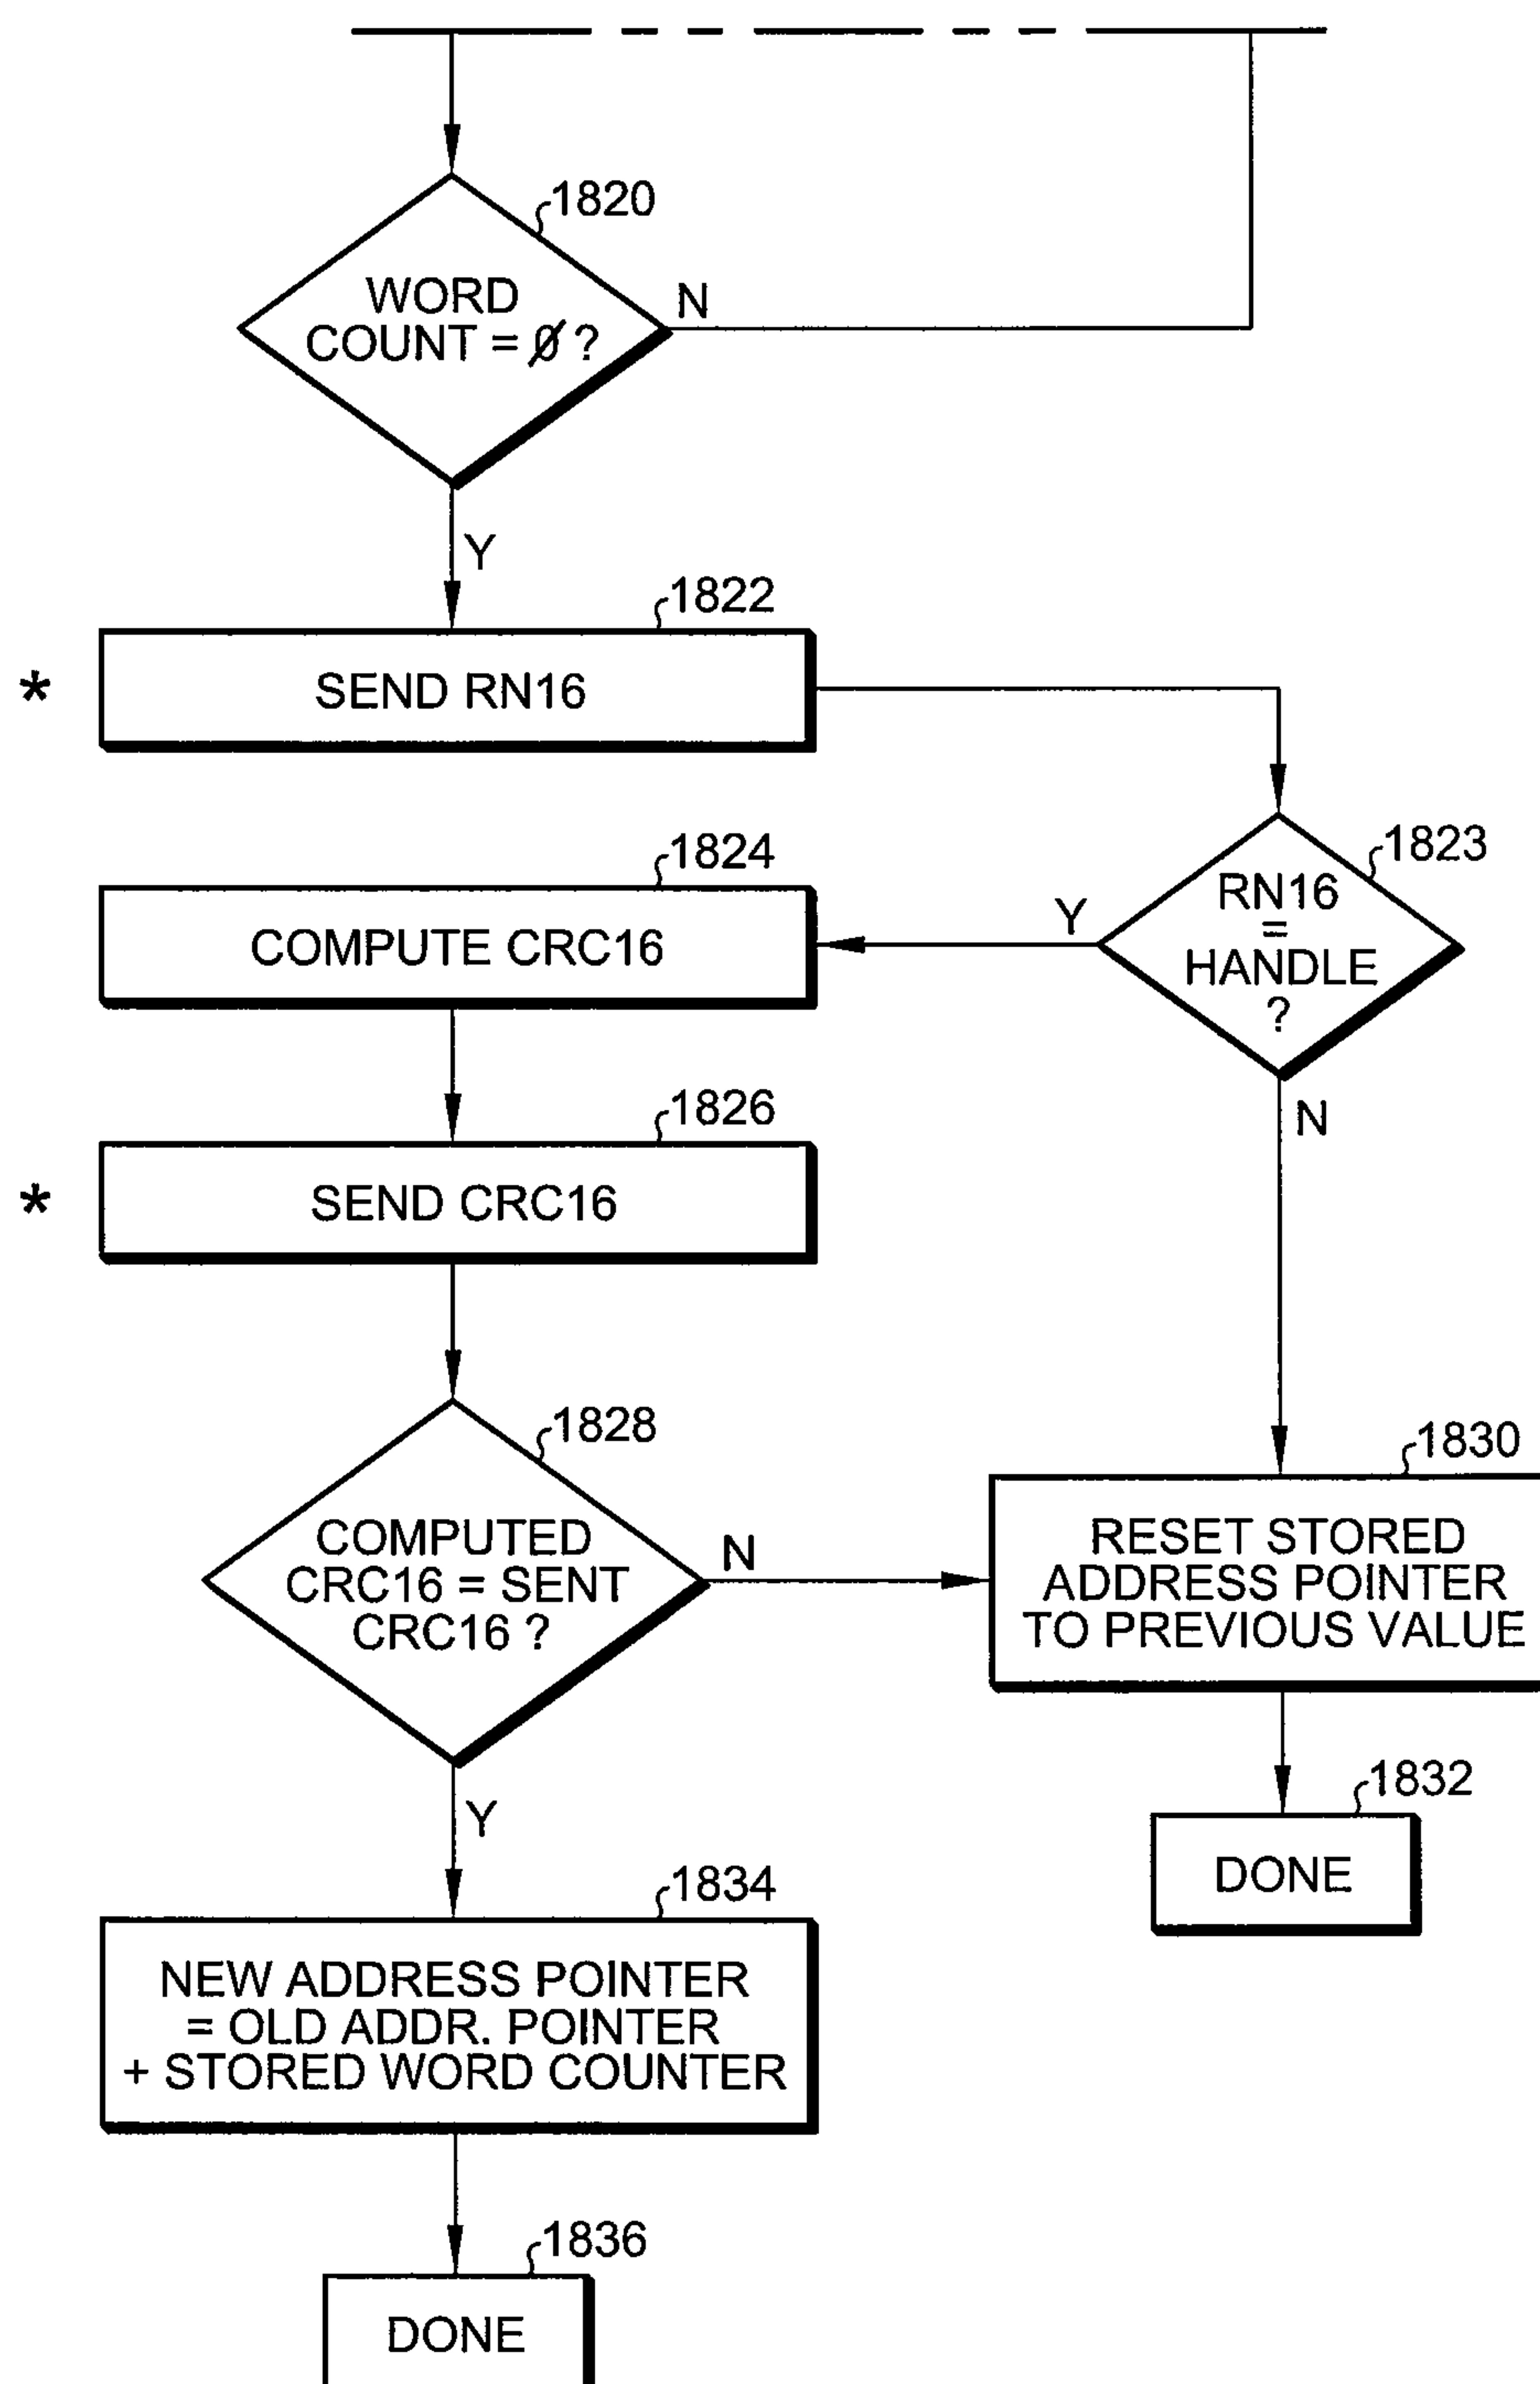 1820
WORD
COUNT = Ø ?
N
Y
1822
* SEND RN16
1823
RN16
=
HANDLE
?
Y
N
1824
COMPUTE CRC16
1826
* SEND CRC16
1828
COMPUTED
CRC16 = SENT
CRC16 ?
N
Y
1830
RESET STORED
ADDRESS POINTER
TO PREVIOUS VALUE
1832
DONE
1834
NEW ADDRESS POINTER
= OLD ADDR. POINTER
+ STORED WORD COUNTER
1836
DONE